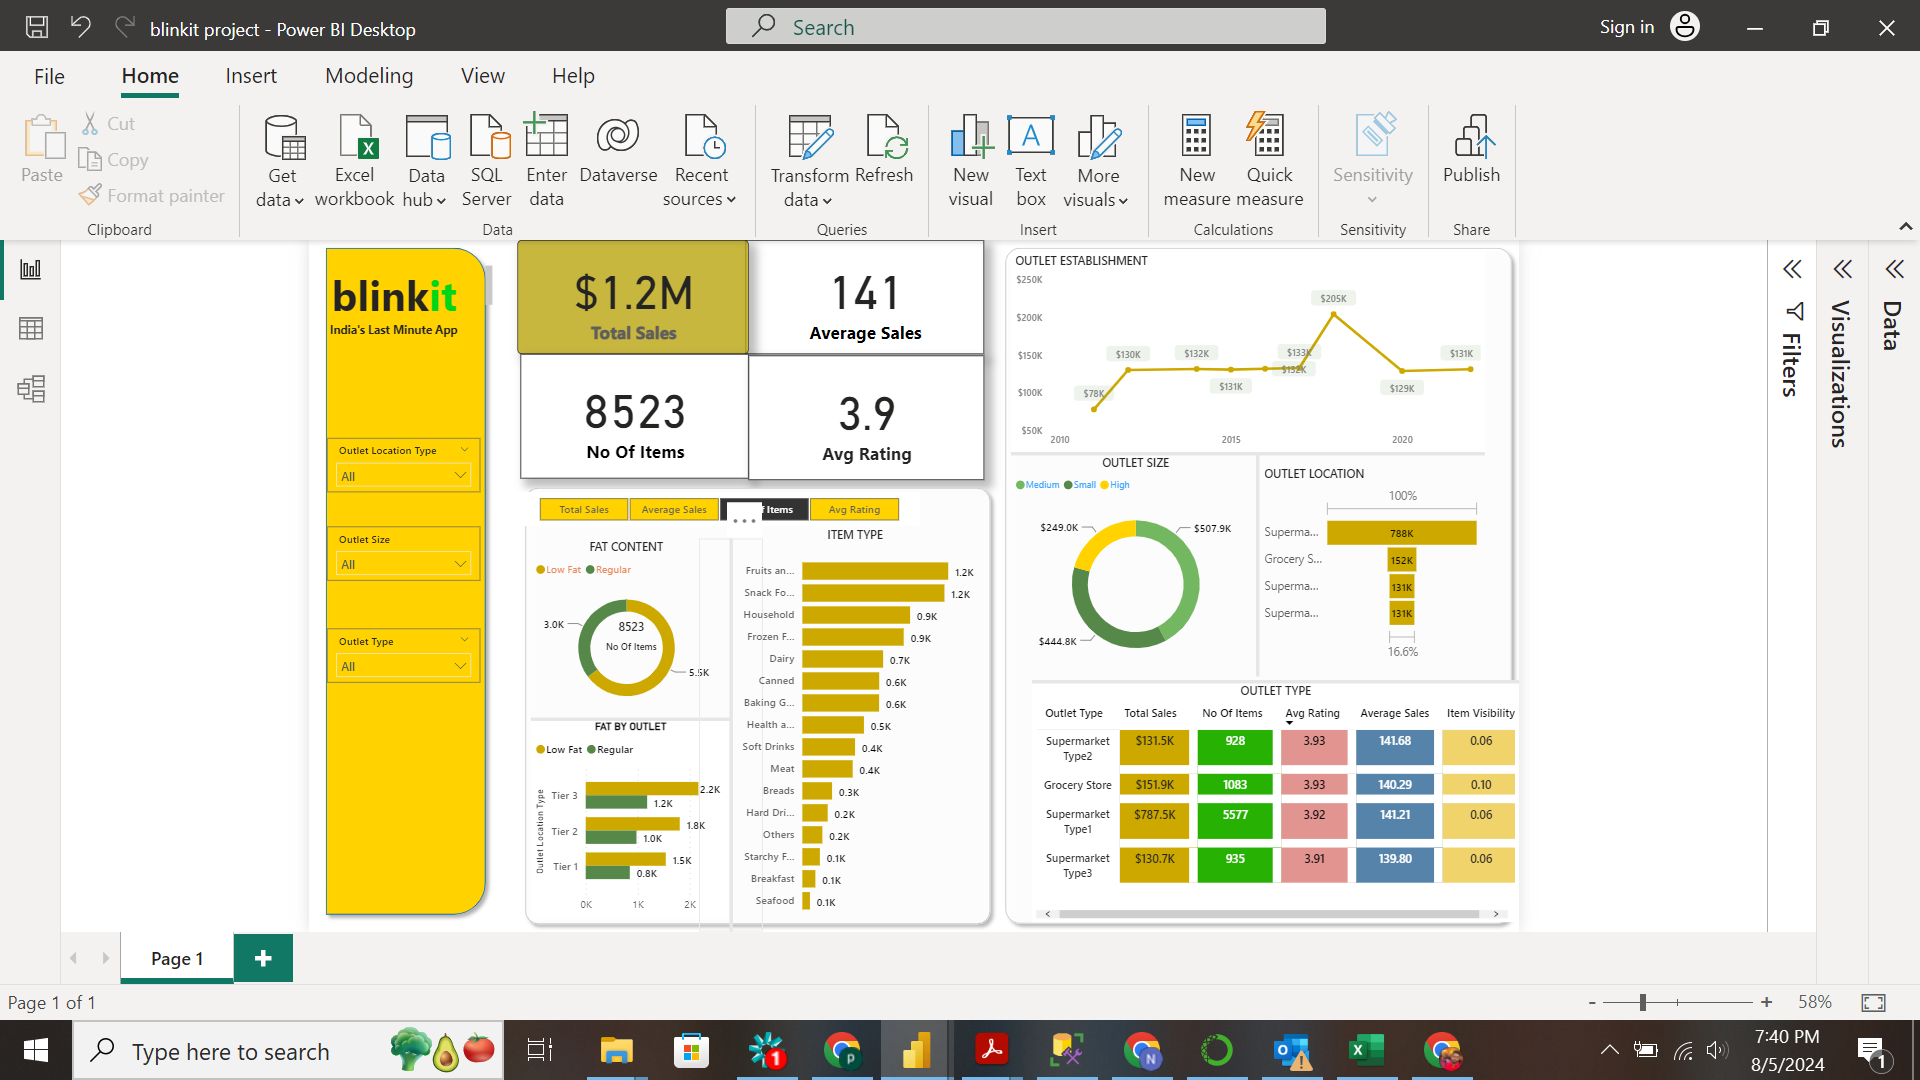 blinkit project - Power BI Desktop
Search
Sign in
File Home Insert Modeling View Help
Paste
Cut
Copy
Format painter
Clipboard
Get data
Excel workbook
Data hub
SQL Server
Enter data
Dataverse
Recent sources
Data
Transform data
Refresh
Queries
New visual
Text box
More visuals
Insert
New measure
Quick measure
Calculations
Sensitivity
Sensitivity
Publish
Share
blinkit
India's Last Minute App
Outlet Location Type
All
Outlet Size
All
Outlet Type
All
$1.2M
Total Sales
141
Average Sales
8523
No Of Items
3.9
Avg Rating
Total Sales Average Sales f Items Avg Rating
FAT CONTENT
Low Fat Regular
3.0K
8523
No Of Items
5.5K
FAT BY OUTLET
Low Fat Regular
Outlet Location Type
Tier 3 2.2K
1.2K
Tier 2 1.8K
1.0K
Tier 1 1.5K
0.8K
0K 1K 2K
ITEM TYPE
Fruits an... 1.2K
Snack Fo... 1.2K
Household 0.9K
Frozen F... 0.9K
Dairy 0.7K
Canned 0.6K
Baking G... 0.6K
Health a... 0.5K
Soft Drinks 0.4K
Meat 0.4K
Breads 0.3K
Hard Dri... 0.2K
Others 0.2K
Starchy F... 0.1K
Breakfast 0.1K
Seafood 0.1K
OUTLET ESTABLISHMENT
$250K
$200K
$150K
$100K
$50K
$78K
$130K
$132K
$131K
$133K
$132K
$205K
$129K
$131K
2010 2015 2020
OUTLET SIZE
Medium Small High
$249.0K
$507.9K
$444.8K
OUTLET LOCATION
100%
Superma... 788K
Grocery S... 152K
Superma... 131K
Superma... 131K
16.6%
OUTLET TYPE
Outlet Type Total Sales No Of Items Avg Rating Average Sales Item Visibility
Supermarket Type2 $131.5K 928 3.93 141.68 0.06
Grocery Store $151.9K 1083 3.93 140.29 0.10
Supermarket Type1 $787.5K 5577 3.92 141.21 0.06
Supermarket Type3 $130.7K 935 3.91 139.80 0.06
Filters
Visualizations
Data
Page 1
Page 1 of 1
- + 58%
Type here to search
1
P
N
7:40 PM
8/5/2024
1